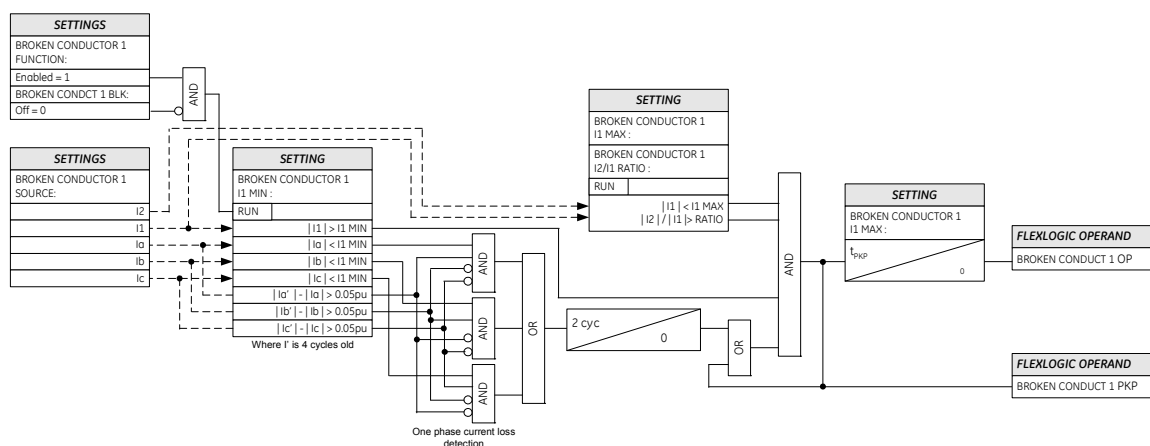 SETTINGS
BROKEN CONDUCTOR 1
FUNCTION:
Enabled = 1
BROKEN CONDCT 1 BLK:
Off = 0
AND
SETTINGS
BROKEN CONDUCTOR 1
SOURCE:
I2
I1
Ia
Ib
Ic
SETTING
BROKEN CONDUCTOR 1
I1 MIN :
RUN
| I1 | > I1 MIN
| Ia | < I1 MIN
| Ib | < I1 MIN
| Ic | < I1 MIN
| Ia' | - | Ia | > 0.05pu
| Ib' | - | Ib | > 0.05pu
| Ic' | - | Ic | > 0.05pu
Where I' is 4 cycles old
AND
AND
AND
One phase current loss
detection
OR
2 cyc
0
OR
SETTING
BROKEN CONDUCTOR 1
I1 MAX :
BROKEN CONDUCTOR 1
I2/I1 RATIO :
RUN
| I1 | < I1 MAX
| I2 | / | I1 | > RATIO
AND
SETTING
BROKEN CONDUCTOR 1
I1 MAX :
tPKP
0
FLEXLOGIC OPERAND
BROKEN CONDUCT 1 OP
FLEXLOGIC OPERAND
BROKEN CONDUCT 1 PKP